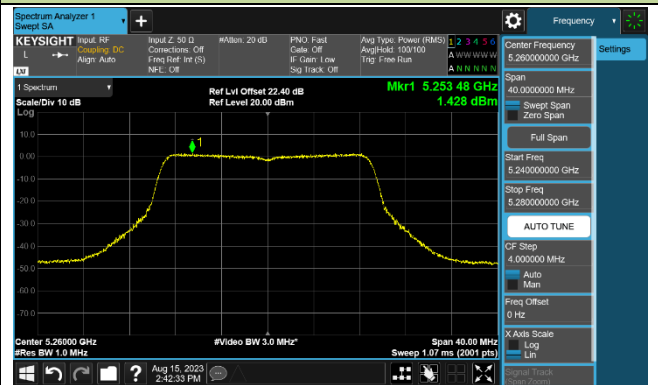 Spectrum Analyzer 1
Swept SA
Frequency
KEYSIGHT
L
LXI
Input: RF
Coupling: DC
Align: Auto
Input Z: 50 Ω
Corrections: Off
Freq Ref: Int (S)
NFE: Off
#Atten: 20 dB
PNO: Fast
Gate: Off
IF Gain: Low
Sig Track: Off
Avg Type: Power (RMS)
Avg|Hold: 100/100
Trig: Free Run
1 2 3 4 5 6
A W W W W W
A N N N N N
1 Spectrum
Scale/Div 10 dB
Log
Ref Lvl Offset 22.40 dB
Ref Level 20.00 dBm
Mkr1 5.253 48 GHz
1.428 dBm
10.0
0.00
-10.0
-20.0
-30.0
-40.0
-50.0
-60.0
-70.0
1
Center 5.26000 GHz
#Res BW 1.0 MHz
#Video BW 3.0 MHz*
Span 40.00 MHz
Sweep 1.07 ms (2001 pts)
Aug 15, 2023
2:42:33 PM
Center Frequency
5.260000000 GHz
Settings
Span
40.0000000 MHz
Swept Span
Zero Span
Full Span
Start Freq
5.240000000 GHz
Stop Freq
5.280000000 GHz
AUTO TUNE
CF Step
4.000000 MHz
Auto
Man
Freq Offset
0 Hz
X Axis Scale
Log
Lin
Signal Track
(Span Zoom)